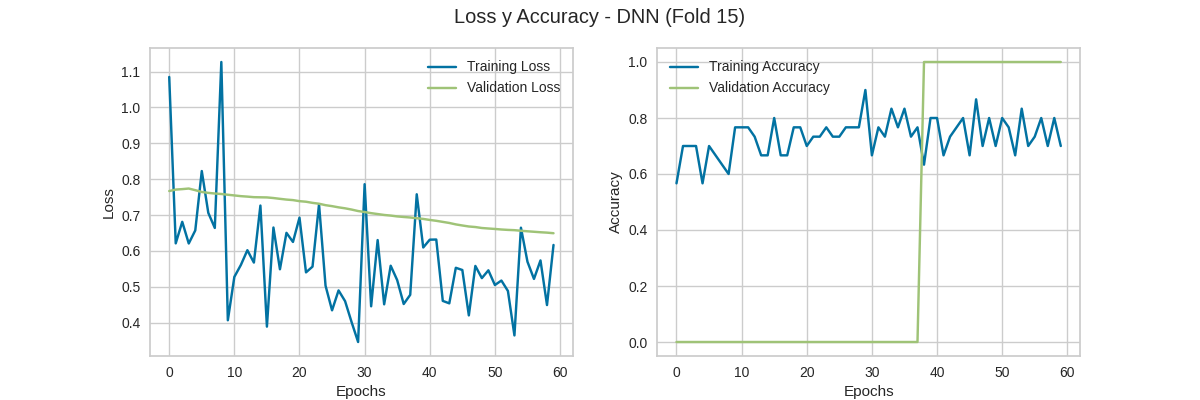 Loss y Accuracy - DNN (Fold 15)
Training Loss
Validation Loss
1.1
1.0
0.9
0.8
0.7
0.6
0.5
0.4
Loss
0 10 20 30 40 50 60
Epochs
Training Accuracy
Validation Accuracy
1.0
0.8
0.6
0.4
0.2
0.0
Accuracy
0 10 20 30 40 50 60
Epochs